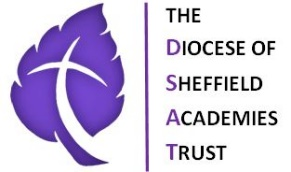 THE
DIOCESE OF
SHEFFIELD
ACADEMIES
TRUST